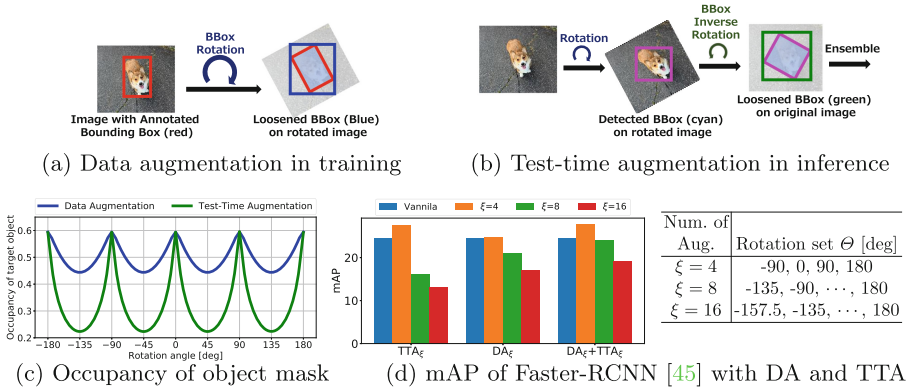 BBox
Rotation
Image with Annotated
Bounding Box (red)
Loosened BBox (Blue)
on rotated image
(a) Data augmentation in training
Rotation
BBox
Inverse
Rotation
Ensemble
Detected BBox (cyan)
on rotated image
Loosened BBox (green)
on original image
(b) Test-time augmentation in inference
Data Augmentation
Test-Time Augmentation
Occupancy of target object
0.6
0.5
0.4
0.3
0.2
−180 −135 −90 −45 0 45 90 135 180
Rotation angle [deg]
(c) Occupancy of object mask
Vannila ξ=4 ξ=8 ξ=16
mAP
20
10
0
TTAξ DAξ DAξ+TTAξ
Num. of
Aug.
Rotation set Θ [deg]
ξ = 4 -90, 0, 90, 180
ξ = 8 -135, -90, ⋯, 180
ξ = 16 -157.5, -135, ⋯, 180
(d) mAP of Faster-RCNN [45] with DA and TTA